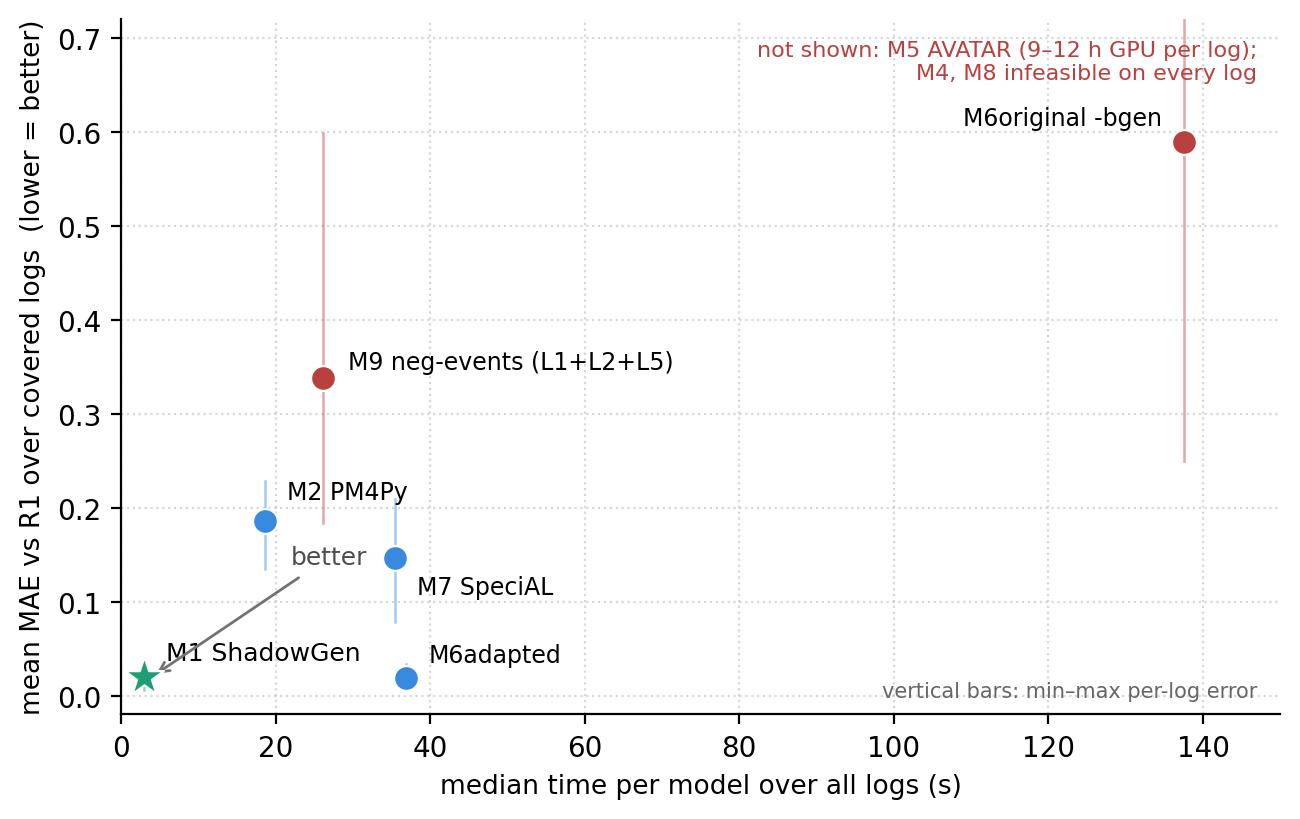 not shown: M5 AVATAR (9–12 h GPU per log);
M4, M8 infeasible on every log
M6original -bgen
M9 neg-events (L1+L2+L5)
M2 PM4Py
better
M7 SpeciAL
M1 ShadowGen
M6adapted
vertical bars: min–max per-log error
mean MAE vs R1 over covered logs  (lower = better)
0.7
0.6
0.5
0.4
0.3
0.2
0.1
0.0
0 20 40 60 80 100 120 140
median time per model over all logs (s)